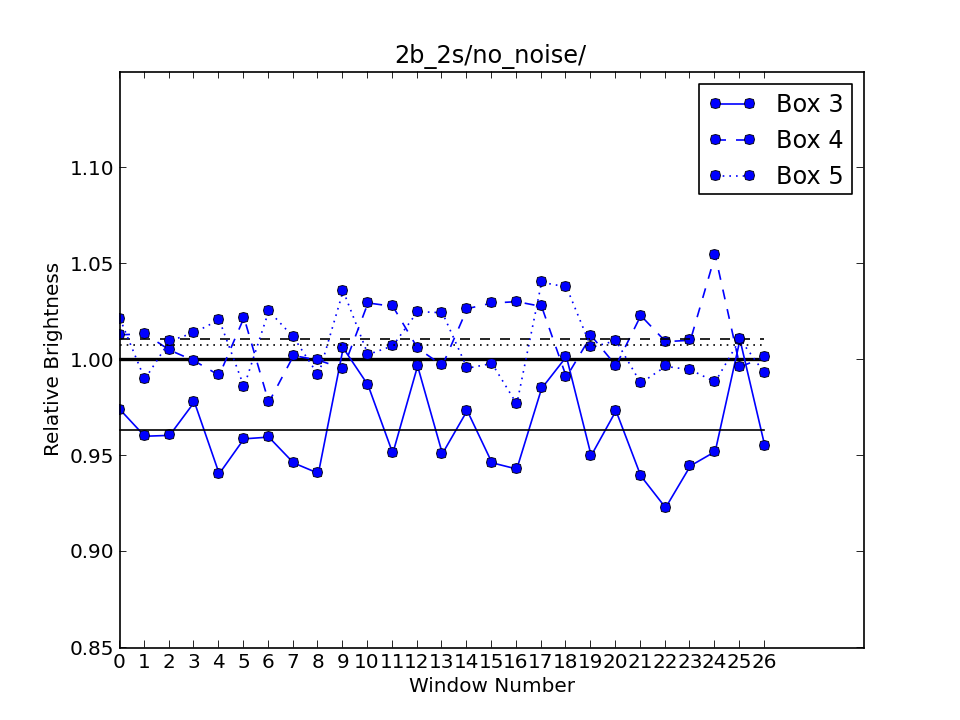 2b_2s/no_noise/
Box 3
Box 4
Box 5
1.10
1.05
1.00
0.95
0.90
0.85
Relative Brightness
0 1 2 3 4 5 6 7 8 9 10 11 12 13 14 15 16 17 18 19 20 21 22 23 24 25 26
Window Number